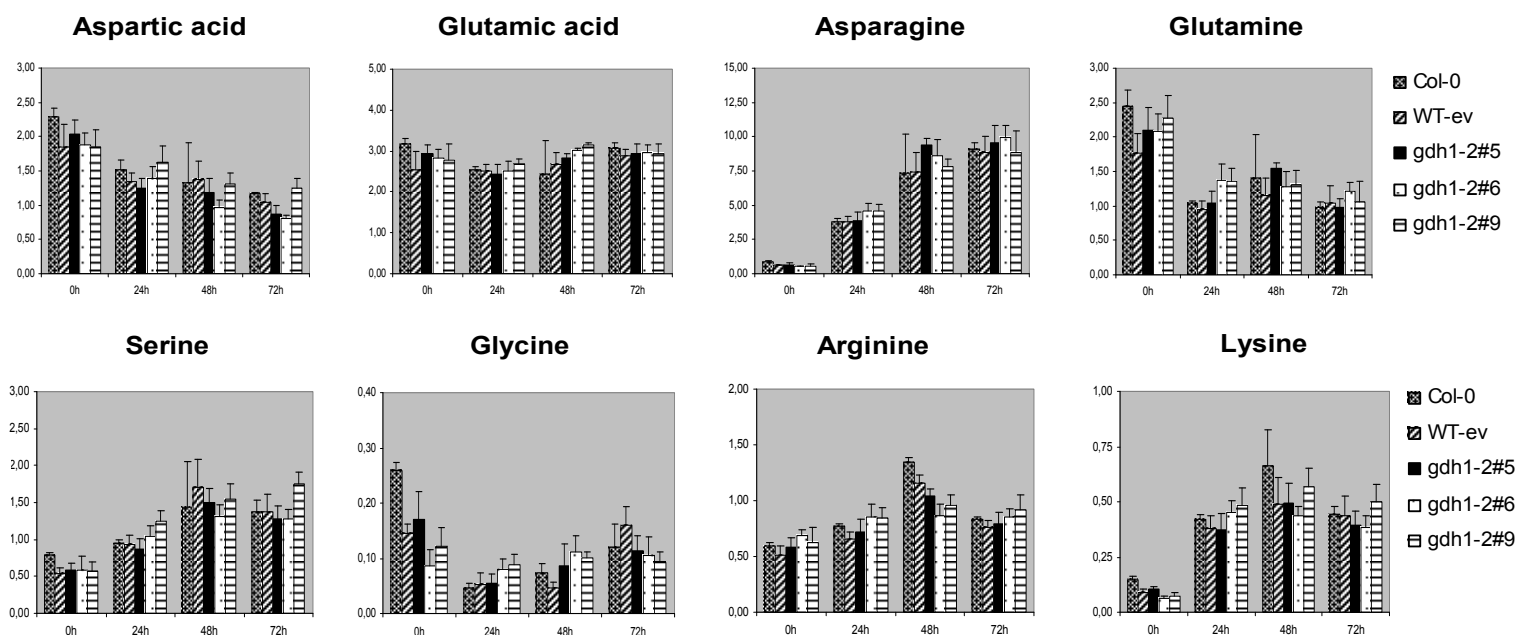 Aspartic acid
3,00
2,50
2,00
1,50
1,00
0,50
0,00
0h 24h 48h 72h
Glutamic acid
5,00
4,00
3,00
2,00
1,00
0,00
0h 24h 48h 72h
Asparagine
15,00
12,50
10,00
7,50
5,00
2,50
0,00
0h 24h 48h 72h
Glutamine
3,00
2,50
2,00
1,50
1,00
0,50
0,00
0h 24h 48h 72h
Col-0
WT-ev
gdh1-2#5
gdh1-2#6
gdh1-2#9
Serine
3,00
2,50
2,00
1,50
1,00
0,50
0,00
0h 24h 48h 72h
Glycine
0,40
0,30
0,20
0,10
0,00
0h 24h 48h 72h
Arginine
2,00
1,50
1,00
0,50
0,00
0h 24h 48h 72h
Lysine
1,00
0,75
0,50
0,25
0,00
0h 24h 48h 72h
Col-0
WT-ev
gdh1-2#5
gdh1-2#6
gdh1-2#9